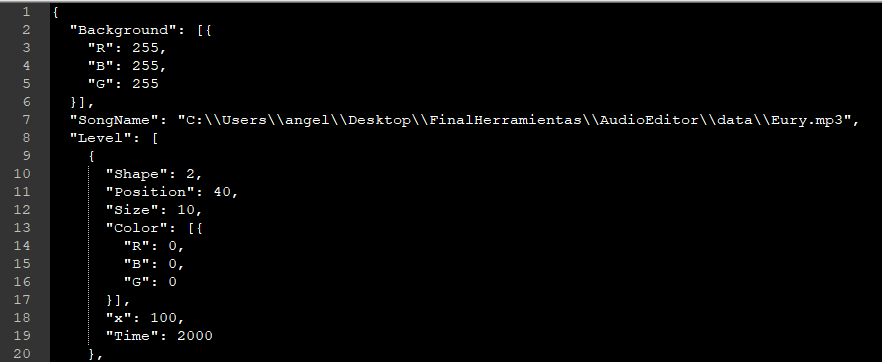 1 {
2   "Background": [{
3     "R": 255,
4     "B": 255,
5     "G": 255
6   }],
7   "SongName": "C:\\Users\\angel\\Desktop\\FinalHerramientas\\AudioEditor\\data\\Eury.mp3",
8   "Level": [
9     {
10       "Shape": 2,
11       "Position": 40,
12       "Size": 10,
13       "Color": [{
14         "R": 0,
15         "B": 0,
16         "G": 0
17       }],
18       "x": 100,
19       "Time": 2000
20     },